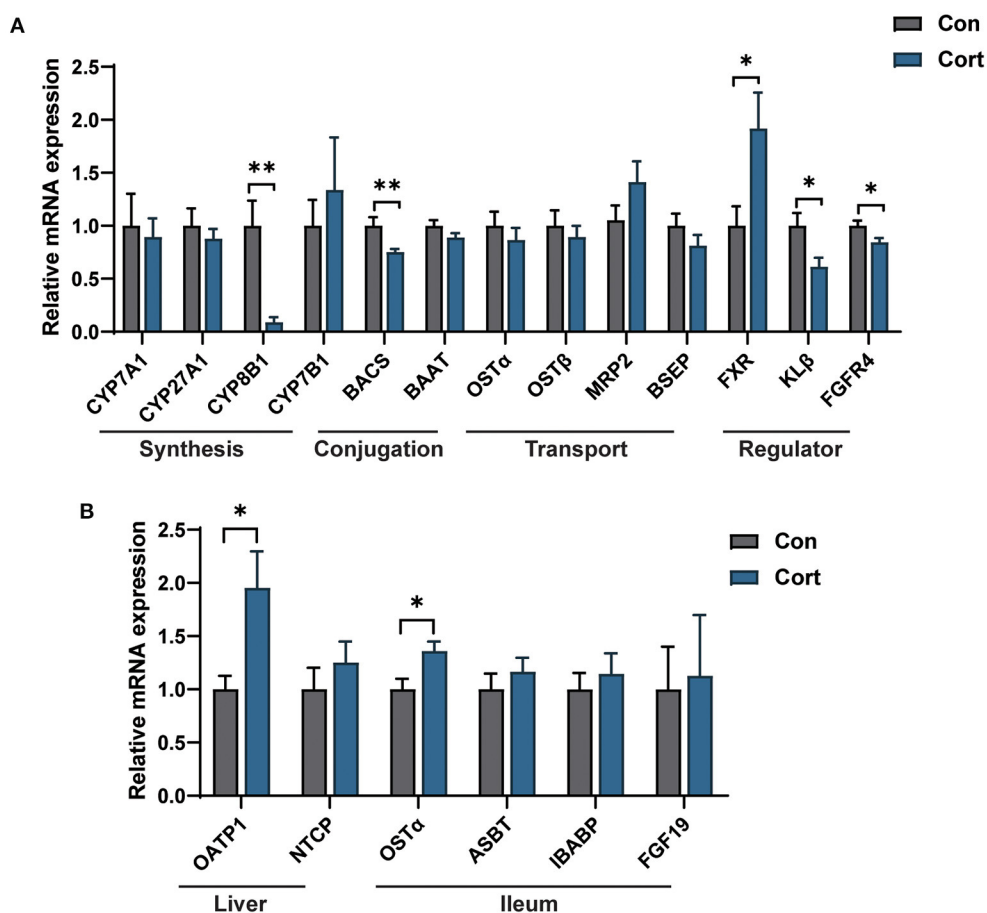 A
Con
Cort
Relative mRNA expression
2.5
2.0
1.5
1.0
0.5
0.0
** ** * * *
CYP7A1 CYP27A1 CYP8B1 CYP7B1 BACS BAAT OSTα OSTβ MRP2 BSEP FXR KLβ FGFR4
Synthesis Conjugation Transport Regulator
B
Con
Cort
Relative mRNA expression
2.5
2.0
1.5
1.0
0.5
0.0
* *
OATP1 NTCP OSTα ASBT IBABP FGF19
Liver Ileum